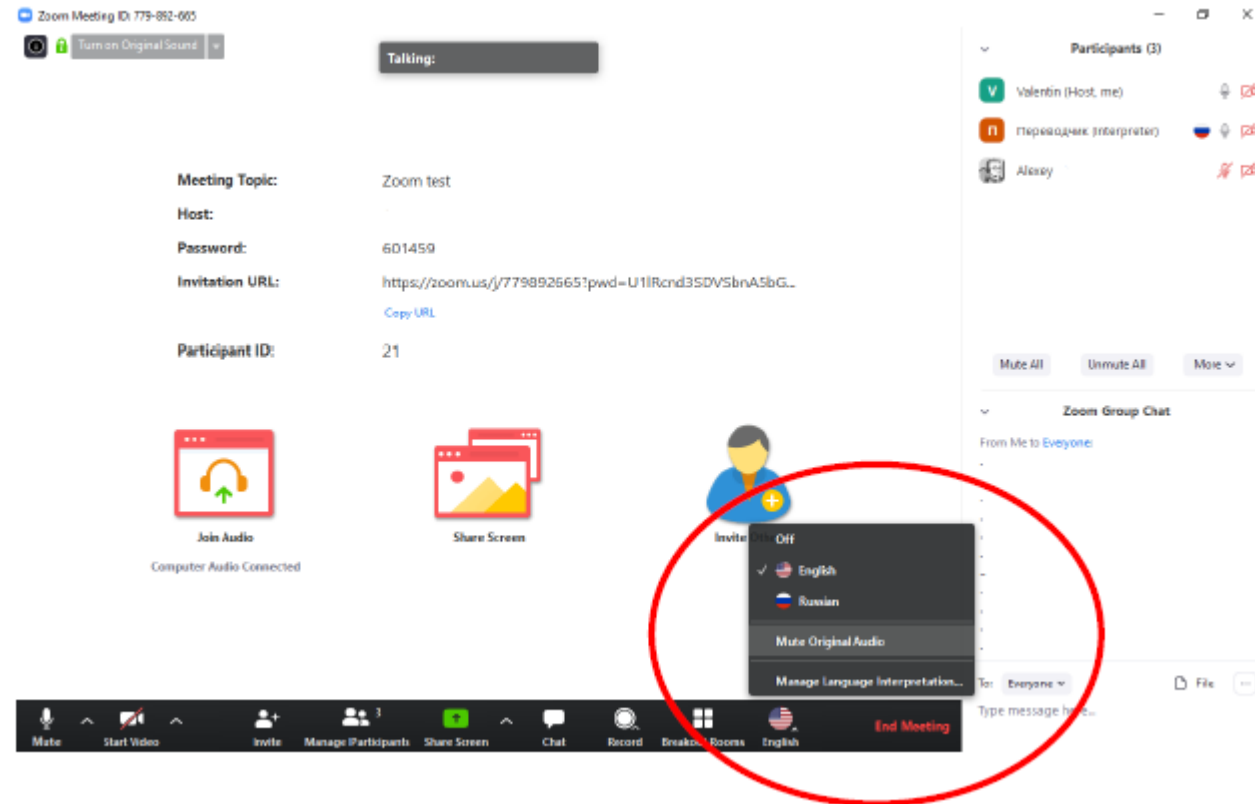 Zoom Meeting ID: 779-892-665
Turn on Original Sound
Talking:
Meeting Topic: Zoom test
Host:
Password: 601459
Invitation URL: https://zoom.us/j/779892665?pwd=
Copy URL
Participant ID: 21
Join Audio
Computer Audio Connected
Share Screen
Invite
Off
English
Russian
Mute Original Audio
Manage Language Interpretation...
Mute
Start Video
Invite
Manage Participants
3
Share Screen
Chat
Record
Breakout Rooms
English
End Meeting
Participants (3)
V
Valentin (Host, me)
П
Переводчик (Interpreter)
Alexey
Mute All
Unmute All
More
Zoom Group Chat
From Me to Everyone:
To: Everyone
File
Type message here...